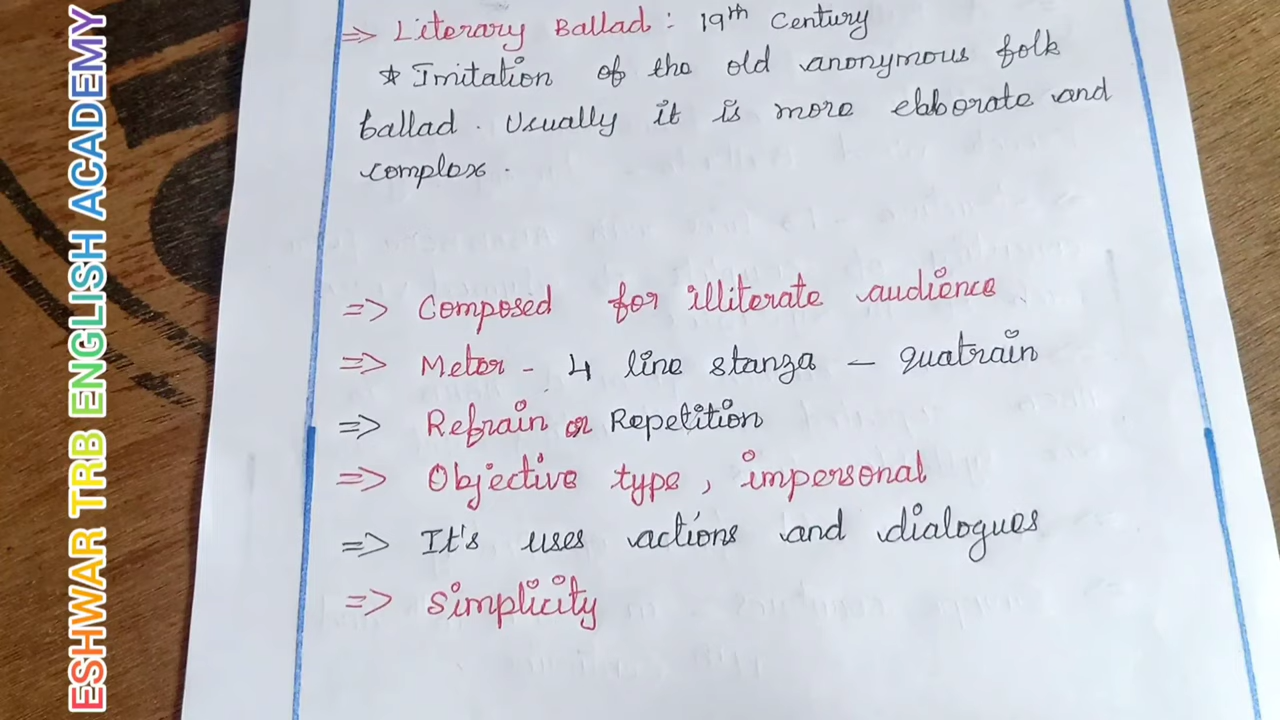 ESHWAR TRB ENGLISH ACADEMY
=> Literary Ballad : 19th Century
* Imitation of the old anonymous folk
ballad. Usually it is more elaborate and
complex.
=> Composed for illiterate audience
=> Meter - 4 line stanza – quatrain
=> Refrain or Repetition
=> Objective type, impersonal
=> It's uses actions and dialogues
=> Simplicity